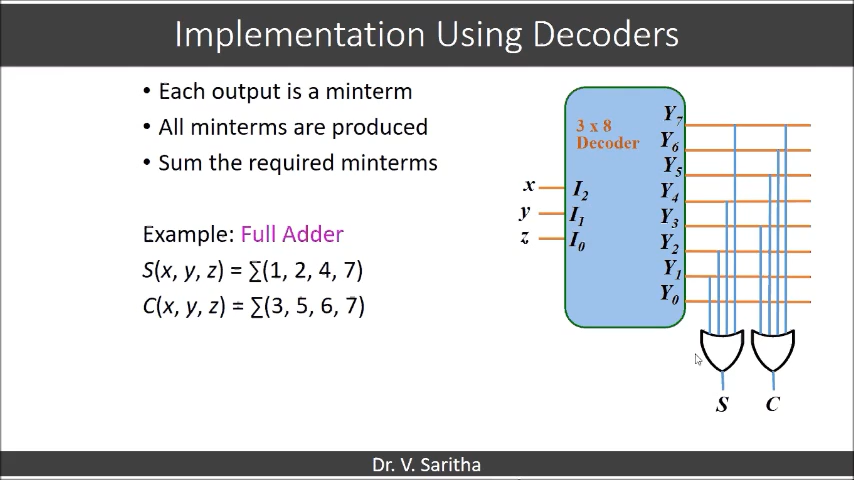 Implementation Using Decoders
• Each output is a minterm
• All minterms are produced
• Sum the required minterms
Example: Full Adder
S(x, y, z) = ∑(1, 2, 4, 7)
C(x, y, z) = ∑(3, 5, 6, 7)
3 x 8
Decoder
x
y
z
I2
I1
I0
Y7
Y6
Y5
Y4
Y3
Y2
Y1
Y0
S
C
Dr. V. Saritha